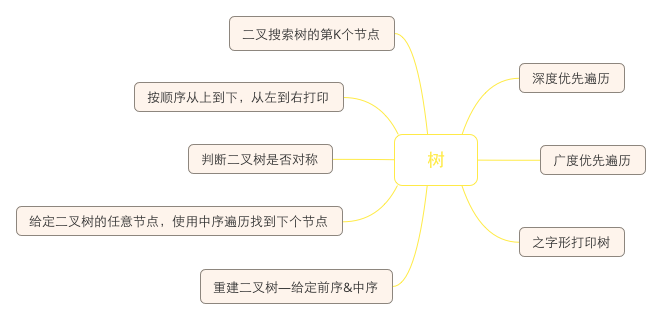 二叉搜索树的第K个节点
按顺序从上到下，从左到右打印
判断二叉树是否对称
给定二叉树的任意节点，使用中序遍历找到下个节点
重建二叉树—给定前序&中序
树
深度优先遍历
广度优先遍历
之字形打印树